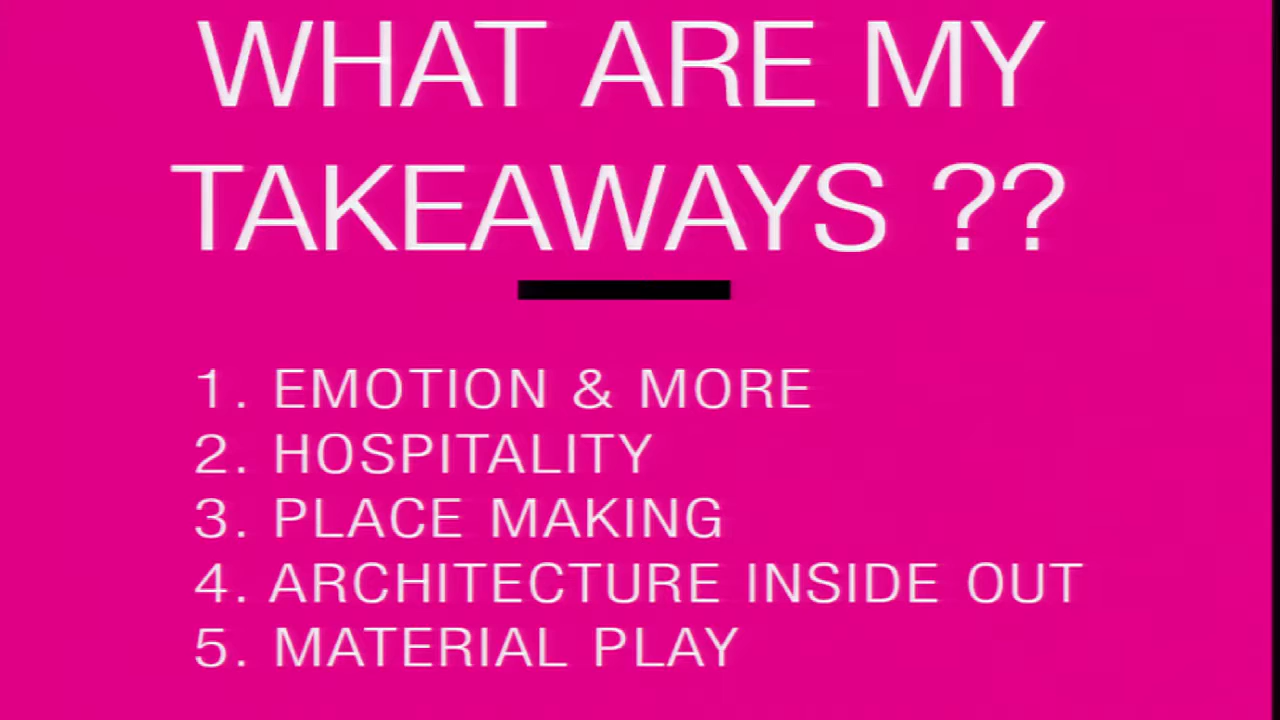 WHAT ARE MY
TAKEAWAYS ??
1. EMOTION & MORE
2. HOSPITALITY
3. PLACE MAKING
4. ARCHITECTURE INSIDE OUT
5. MATERIAL PLAY